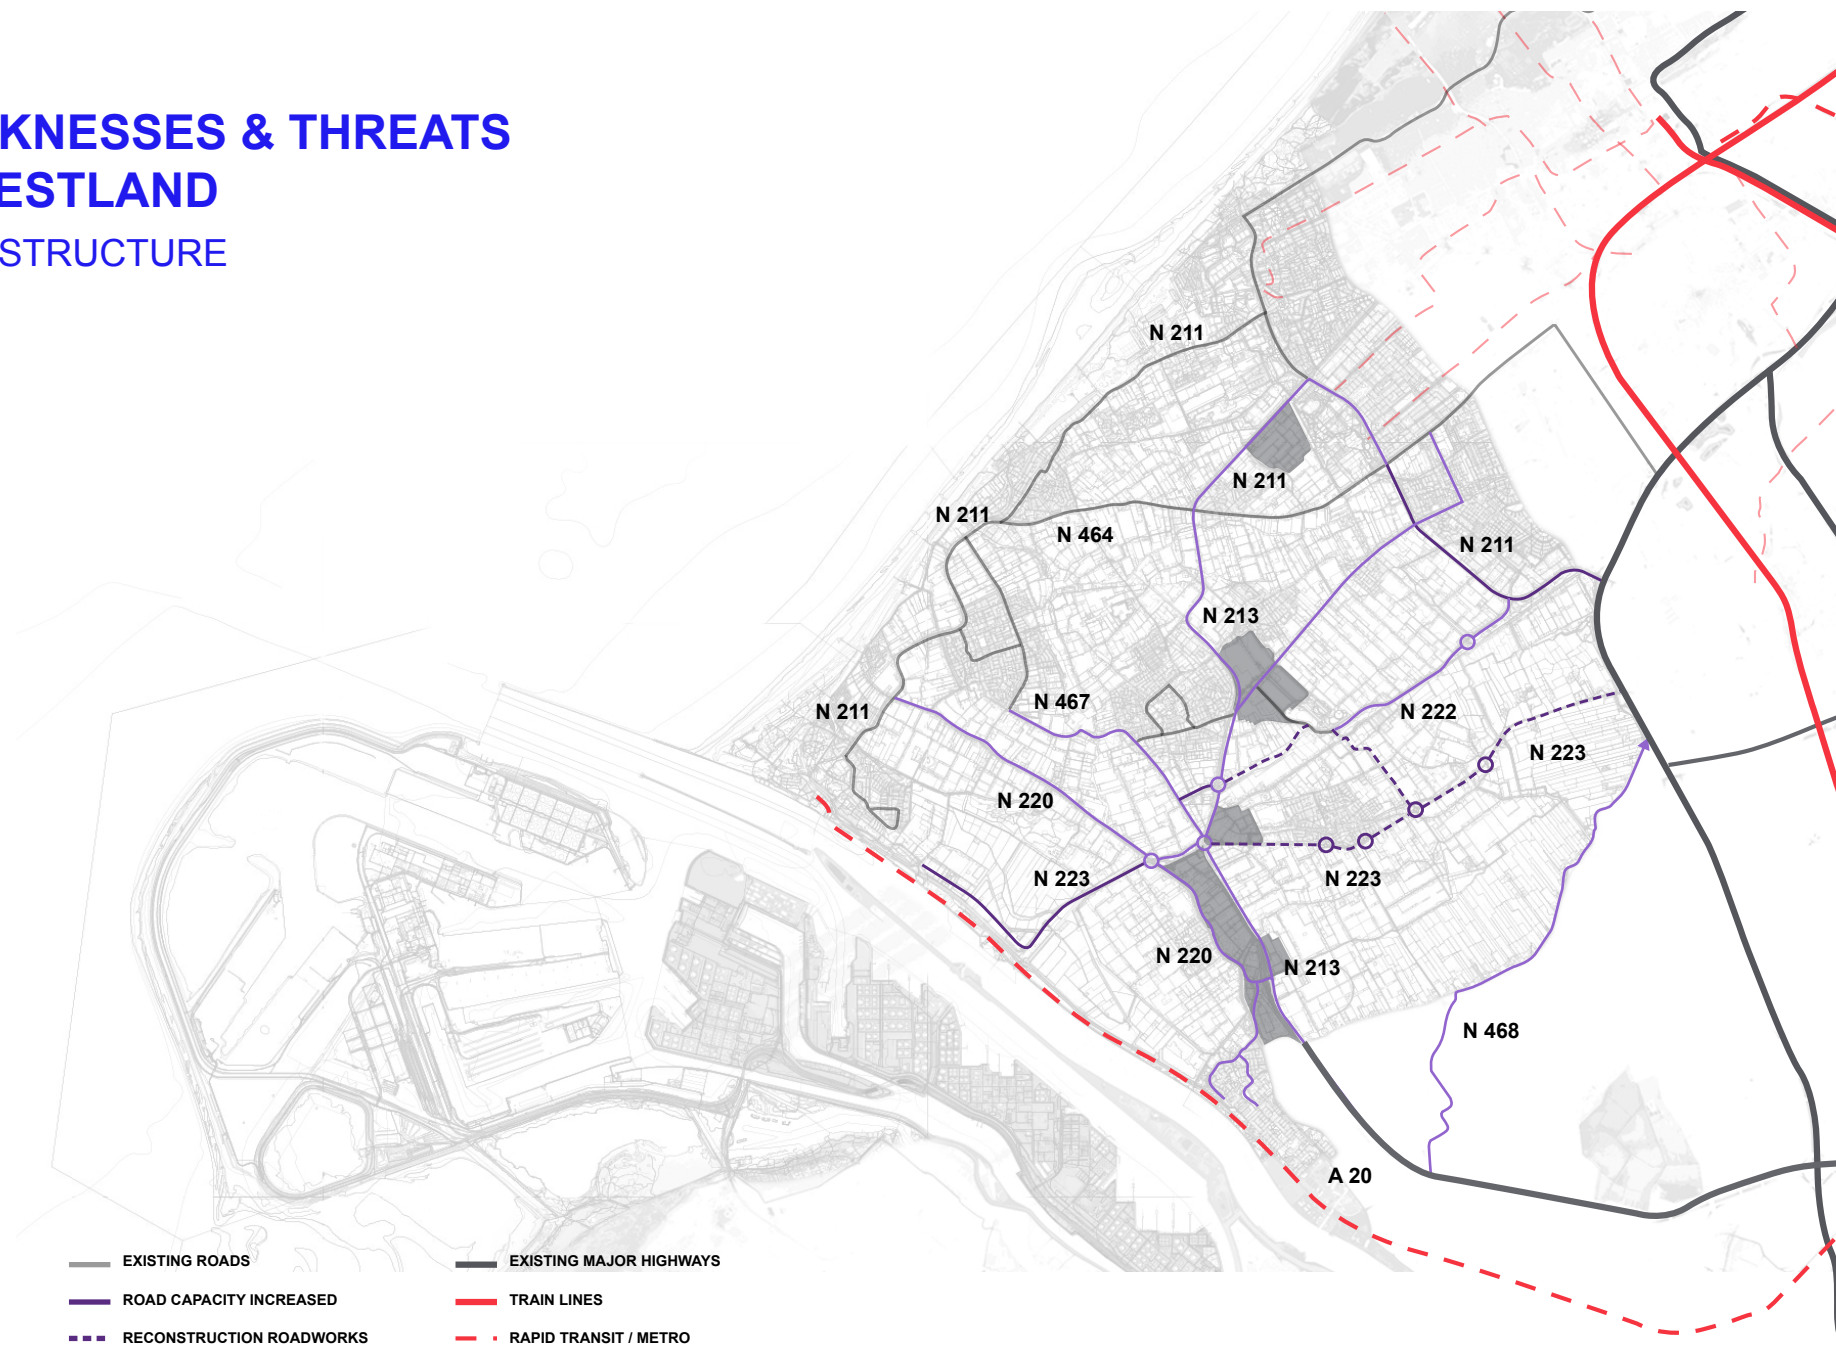 KNESSES & THREATS
ESTLAND
STRUCTURE
N 211
N 211
N 211
N 464
N 211
N 213
N 467
N 211
N 222
N 223
N 220
N 223
N 223
N 220
N 213
N 468
A 20
EXISTING ROADS
EXISTING MAJOR HIGHWAYS
ROAD CAPACITY INCREASED
TRAIN LINES
RECONSTRUCTION ROADWORKS
RAPID TRANSIT / METRO